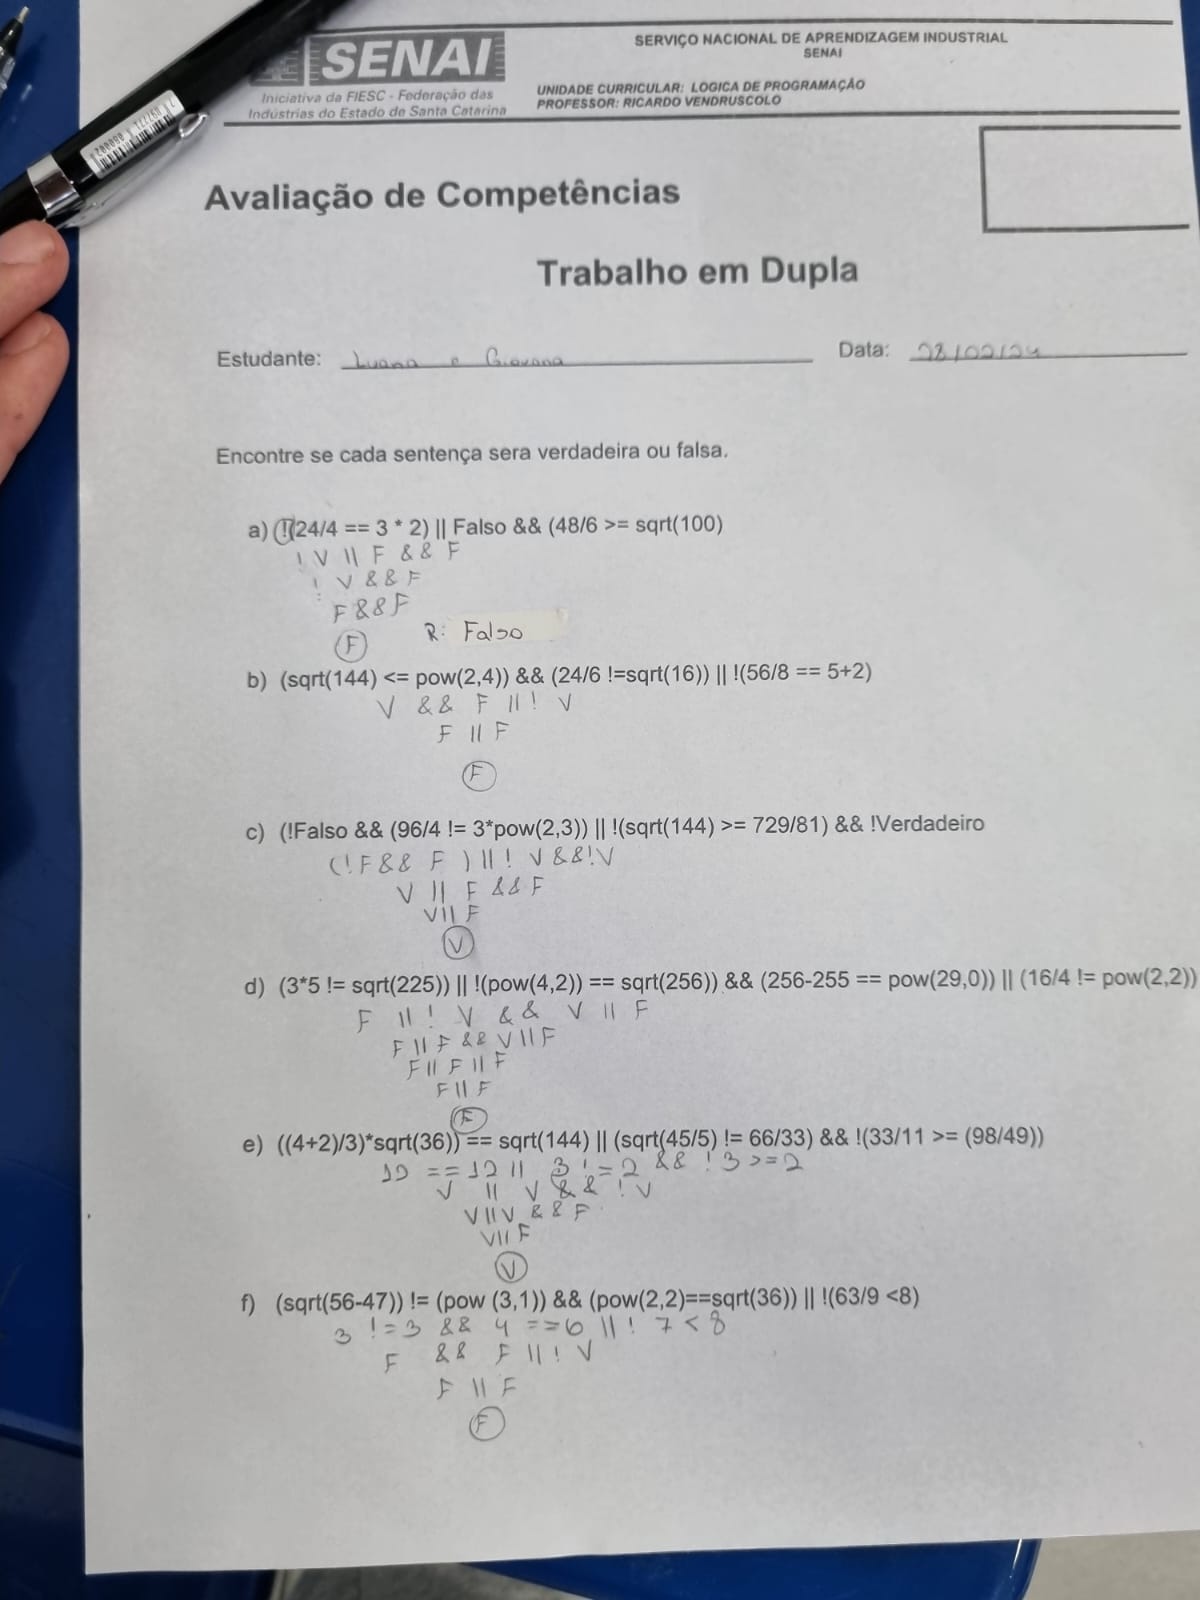 SENAI
Iniciativa da FIESC - Federação das
Indústrias do Estado de Santa Catarina
SERVIÇO NACIONAL DE APRENDIZAGEM INDUSTRIAL
SENAI
UNIDADE CURRICULAR: LOGICA DE PROGRAMAÇÃO
PROFESSOR: RICARDO VENDRUSCOLO
Avaliação de Competências
Trabalho em Dupla
Estudante: Luana e Giovana Data: 28/02/24
Encontre se cada sentença sera verdadeira ou falsa.
a) (!(24/4 == 3 * 2) || Falso && (48/6 >= sqrt(100)
! V || F && F
! V && F
F && F
F
R: Falso
b) (sqrt(144) <= pow(2,4)) && (24/6 !=sqrt(16)) || !(56/8 == 5+2)
V && F || ! V
F || F
F
c) (!Falso && (96/4 != 3*pow(2,3)) || !(sqrt(144) >= 729/81) && !Verdadeiro
(! F && F ) || ! V && ! V
V || F && F
V || F
V
d) (3*5 != sqrt(225)) || !(pow(4,2)) == sqrt(256)) && (256-255 == pow(29,0)) || (16/4 != pow(2,2))
F || ! V && V || F
F || F && V || F
F || F || F
F || F
F
e) ((4+2)/3)*sqrt(36)) == sqrt(144) || (sqrt(45/5) != 66/33) && !(33/11 >= (98/49))
12 == 12 || 3 != 2 && ! 3 >= 2
V || V && ! V
V || V && F
V || F
V
f) (sqrt(56-47)) != (pow (3,1)) && (pow(2,2)==sqrt(36)) || !(63/9 <8)
3 != 3 && 4 == 6 || ! 7 < 8
F && F || ! V
F || F
F